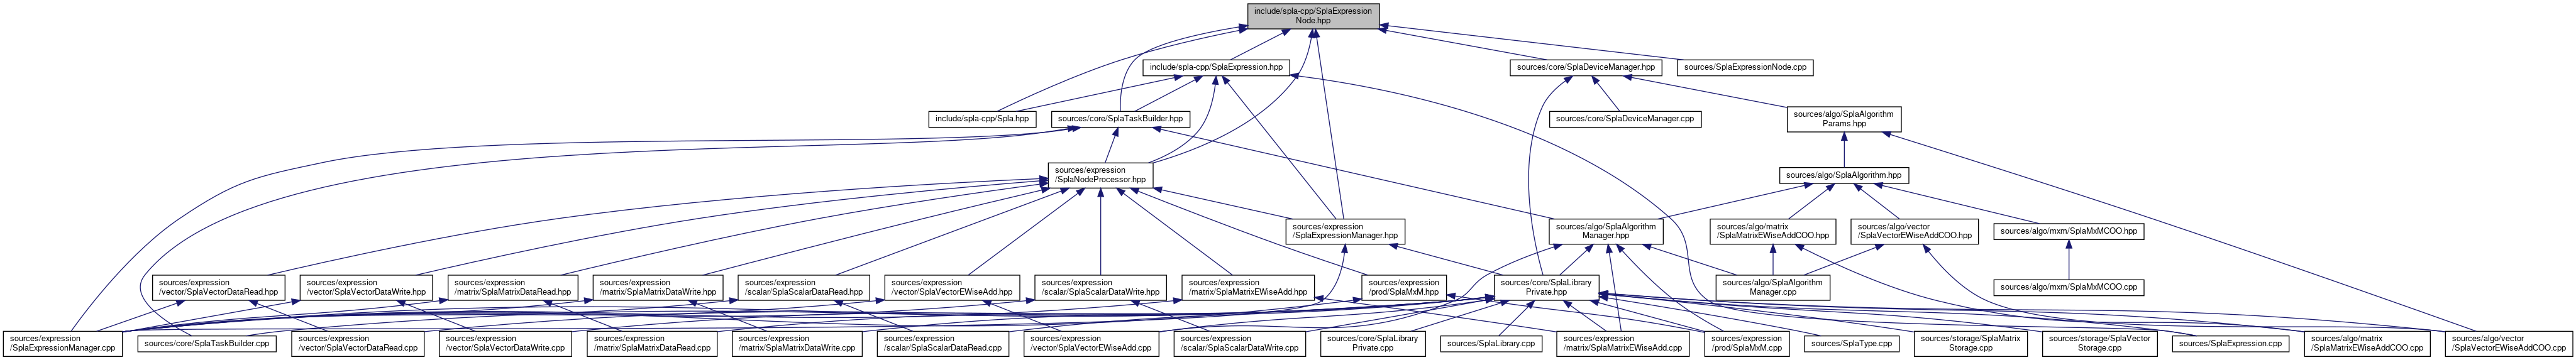 include/spla-cpp/SplaExpression
Node.hpp
include/spla-cpp/SplaExpression.hpp
sources/core/SplaDeviceManager.hpp
sources/SplaExpressionNode.cpp
include/spla-cpp/Spla.hpp
sources/core/SplaTaskBuilder.hpp
sources/core/SplaDeviceManager.cpp
sources/algo/SplaAlgorithm
Params.hpp
sources/expression
/SplaNodeProcessor.hpp
sources/algo/SplaAlgorithm.hpp
sources/expression
/SplaExpressionManager.hpp
sources/algo/SplaAlgorithm
Manager.hpp
sources/algo/matrix
/SplaMatrixEWiseAddCOO.hpp
sources/algo/vector
/SplaVectorEWiseAddCOO.hpp
sources/algo/mxm/SplaMxMCOO.hpp
sources/expression
/vector/SplaVectorDataRead.hpp
sources/expression
/vector/SplaVectorDataWrite.hpp
sources/expression
/matrix/SplaMatrixDataRead.hpp
sources/expression
/matrix/SplaMatrixDataWrite.hpp
sources/expression
/scalar/SplaScalarDataRead.hpp
sources/expression
/vector/SplaVectorEWiseAdd.hpp
sources/expression
/scalar/SplaScalarDataWrite.hpp
sources/expression
/matrix/SplaMatrixEWiseAdd.hpp
sources/expression
/prod/SplaMxM.hpp
sources/core/SplaLibrary
Private.hpp
sources/algo/SplaAlgorithm
Manager.cpp
sources/algo/mxm/SplaMxMCOO.cpp
sources/expression
/SplaExpressionManager.cpp
sources/core/SplaTaskBuilder.cpp
sources/expression
/vector/SplaVectorDataRead.cpp
sources/expression
/vector/SplaVectorDataWrite.cpp
sources/expression
/matrix/SplaMatrixDataRead.cpp
sources/expression
/matrix/SplaMatrixDataWrite.cpp
sources/expression
/scalar/SplaScalarDataRead.cpp
sources/expression
/vector/SplaVectorEWiseAdd.cpp
sources/expression
/scalar/SplaScalarDataWrite.cpp
sources/core/SplaLibrary
Private.cpp
sources/SplaLibrary.cpp
sources/expression
/matrix/SplaMatrixEWiseAdd.cpp
sources/expression
/prod/SplaMxM.cpp
sources/SplaType.cpp
sources/storage/SplaMatrix
Storage.cpp
sources/storage/SplaVector
Storage.cpp
sources/SplaExpression.cpp
sources/algo/matrix
/SplaMatrixEWiseAddCOO.cpp
sources/algo/vector
/SplaVectorEWiseAddCOO.cpp